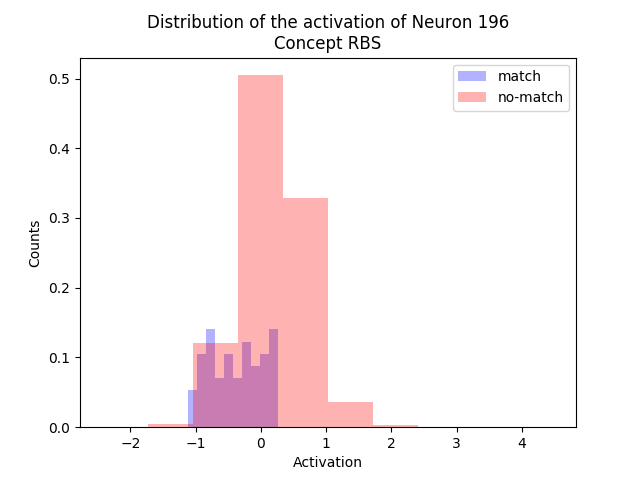 Distribution of the activation of Neuron 196
Concept RBS
match
no-match
0.5
0.4
0.3
0.2
0.1
0.0
Counts
−2
−1
0
1
2
3
4
Activation